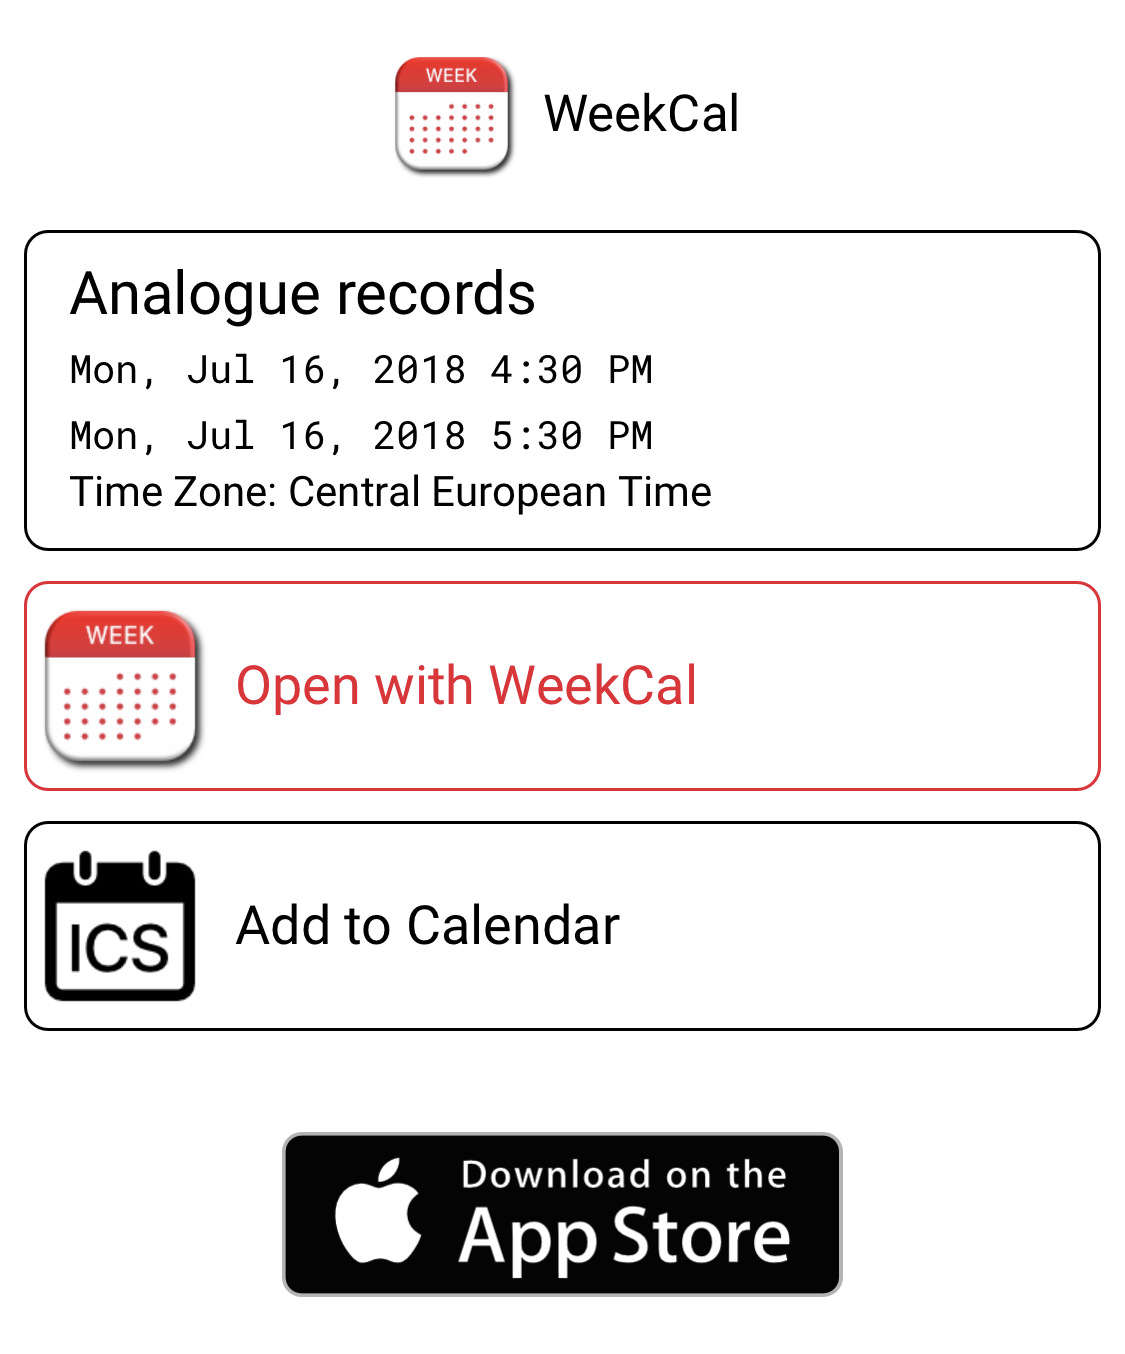 WEEK
WeekCal
Analogue records
Mon, Jul 16, 2018 4:30 PM
Mon, Jul 16, 2018 5:30 PM
Time Zone: Central European Time
WEEK
Open with WeekCal
ICS
Add to Calendar
Download on the
App Store